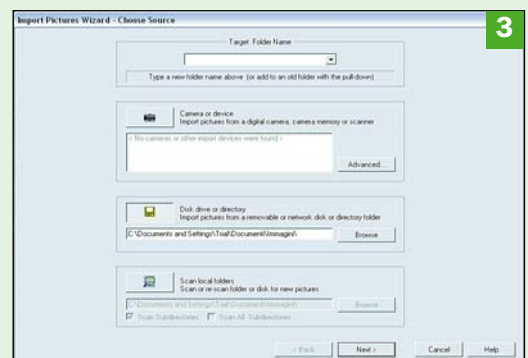 Import Pictures Wizard - Choose Source
3
Target Folder Name
Type a new folder name above (or add to an old folder with the pull-down)
Camera or device
Import pictures from a digital camera, camera memory or scanner
< No cameras or other import devices were found >
Advanced...
Disk drive or directory
Import pictures from a removable or network disk or directory folder
C:\Documents and Settings\Trial\Documenti\Immagini\
Browse
Scan local folders
Scan or re-scan folder or disk for new pictures
C:\Documents and Settings\Trial\Documenti\Immagini\
Browse
Scan Subdirectories Scan All Subdirectories
< Back Next > Cancel Help